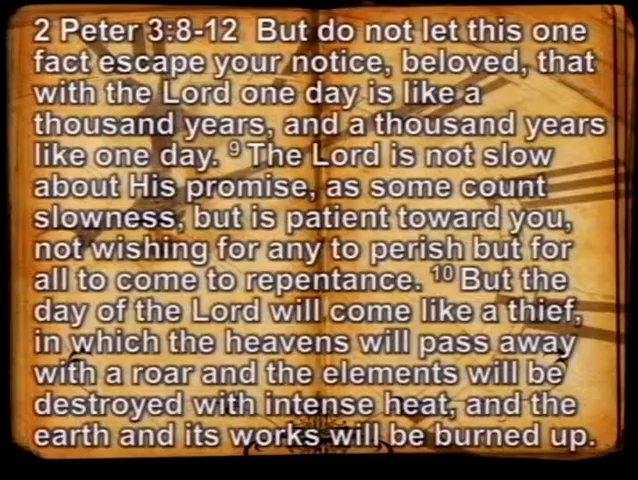 2 Peter 3:8-12  But do not let this one
fact escape your notice, beloved, that
with the Lord one day is like a
thousand years, and a thousand years
like one day. ⁹ The Lord is not slow
about His promise, as some count
slowness, but is patient toward you,
not wishing for any to perish but for
all to come to repentance. ¹⁰ But the
day of the Lord will come like a thief,
in which the heavens will pass away
with a roar and the elements will be
destroyed with intense heat, and the
earth and its works will be burned up.